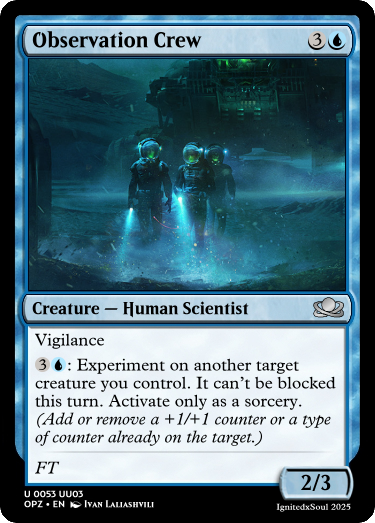 Observation Crew 3
Creature — Human Scientist
Vigilance
3 : Experiment on another target
creature you control. It can't be blocked
this turn. Activate only as a sorcery.
(Add or remove a +1/+1 counter or a type
of counter already on the target.)
FT
2/3
U 0053 UU03
OPZ • EN Ivan Laliashvili
IgnitedxSoul 2025